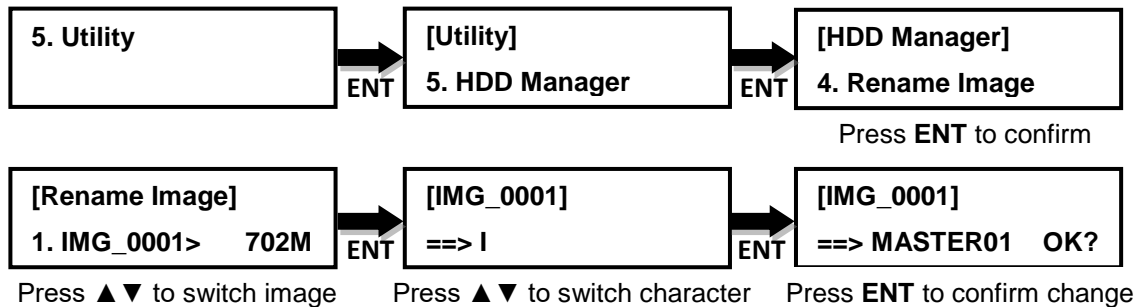 5. Utility
ENT
[Utility]
5. HDD Manager
ENT
[HDD Manager]
4. Rename Image
Press ENT to confirm
[Rename Image]
1. IMG_0001> 702M
ENT
[IMG_0001]
==> I
ENT
[IMG_0001]
==> MASTER01 OK?
Press ▲▼ to switch image
Press ▲▼ to switch character
Press ENT to confirm change